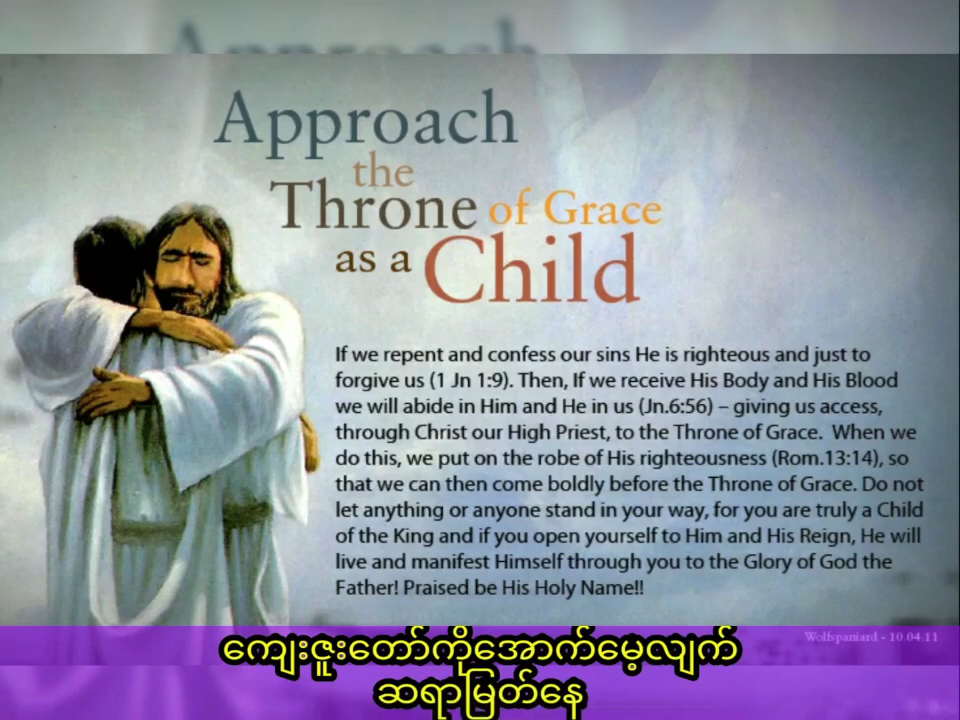 Approach
the
Throne of Grace
as a Child
If we repent and confess our sins He is righteous and just to
forgive us (1 Jn 1:9). Then, If we receive His Body and His Blood
we will abide in Him and He in us (Jn.6:56) – giving us access,
through Christ our High Priest, to the Throne of Grace.  When we
do this, we put on the robe of His righteousness (Rom.13:14), so
that we can then come boldly before the Throne of Grace. Do not
let anything or anyone stand in your way, for you are truly a Child
of the King and if you open yourself to Him and His Reign, He will
live and manifest Himself through you to the Glory of God the
Father! Praised be His Holy Name!!
Wolfspaniard - 10.04.11
ကျေးဇူးတော်ကိုအောက်မေ့လျက်
ဆရာမြတ်နေ